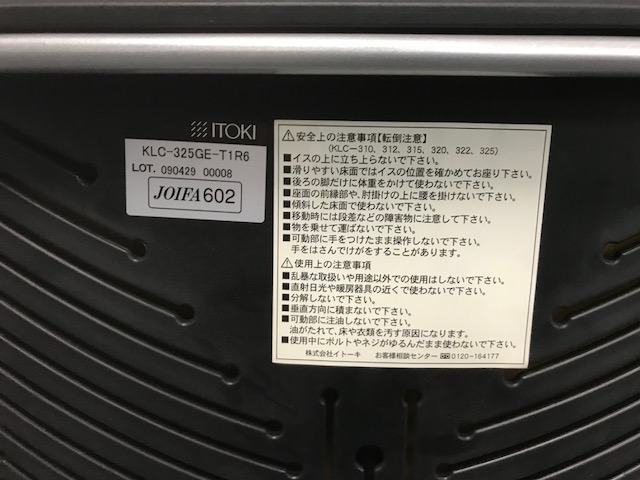 ITOKI
KLC-325GE-T1R6
LOT. 090429 00008
JOIFA602
⚠安全上の注意事項【転倒注意】
(KLC-310, 312, 315, 320, 322, 325)
■イスの上に立ち上らないで下さい。
■滑りやすい床面ではイスの位置を確かめてお座り下さい。
■後ろの脚だけに体重をかけて使わないで下さい。
■座面の前縁部や、肘掛けの上に腰を掛けないで下さい。
■傾斜した床面で使わないで下さい。
■移動時には段差などの障害物に注意して下さい。
■物を乗せて運ばないで下さい。
■可動部に手をつけたまま操作しないで下さい。
手をはさんでけがをすることがあります。
⚠使用上の注意事項
■乱暴な取扱いや用途以外での使用はしないで下さい。
■直射日光や暖房器具の近くで使わないで下さい。
■分解しないで下さい。
■垂直方向に積まないで下さい。
■可動部に注油しないで下さい。
油がたれて、床や衣類を汚す原因になります。
■使用中にボルトやネジがゆるんだまま使わないで下さい。
株式会社イトーキ お客様相談センター 0120-164177